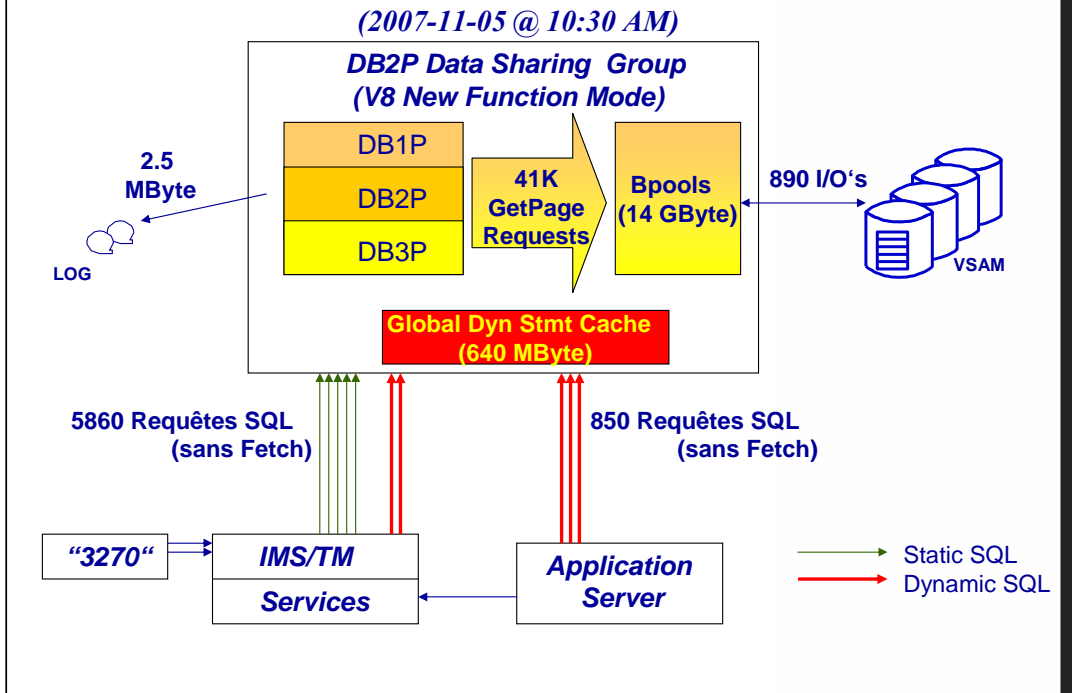 (2007-11-05 @ 10:30 AM)
DB2P Data Sharing Group
(V8 New Function Mode)
DB1P
DB2P
DB3P
41K
GetPage
Requests
Bpools
(14 GByte)
2.5
MByte
LOG
890 I/O‘s
VSAM
Global Dyn Stmt Cache
(640 MByte)
5860 Requêtes SQL
(sans Fetch)
850 Requêtes SQL
(sans Fetch)
“3270“
IMS/TM
Services
Application
Server
Static SQL
Dynamic SQL